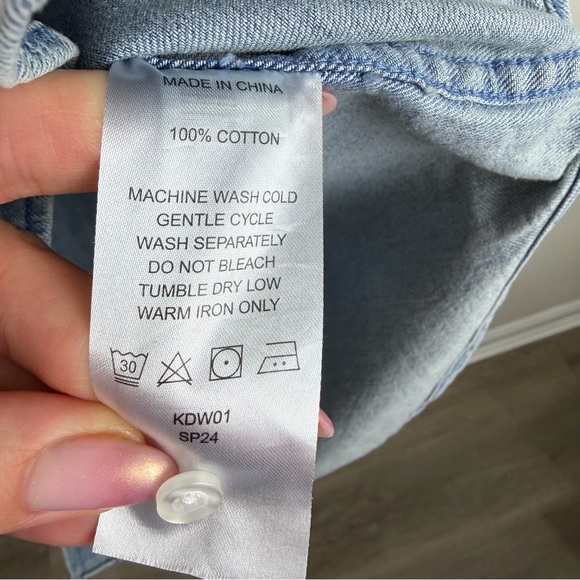 MADE IN CHINA
100% COTTON
MACHINE WASH COLD
GENTLE CYCLE
WASH SEPARATELY
DO NOT BLEACH
TUMBLE DRY LOW
WARM IRON ONLY
30
KDW01
SP24